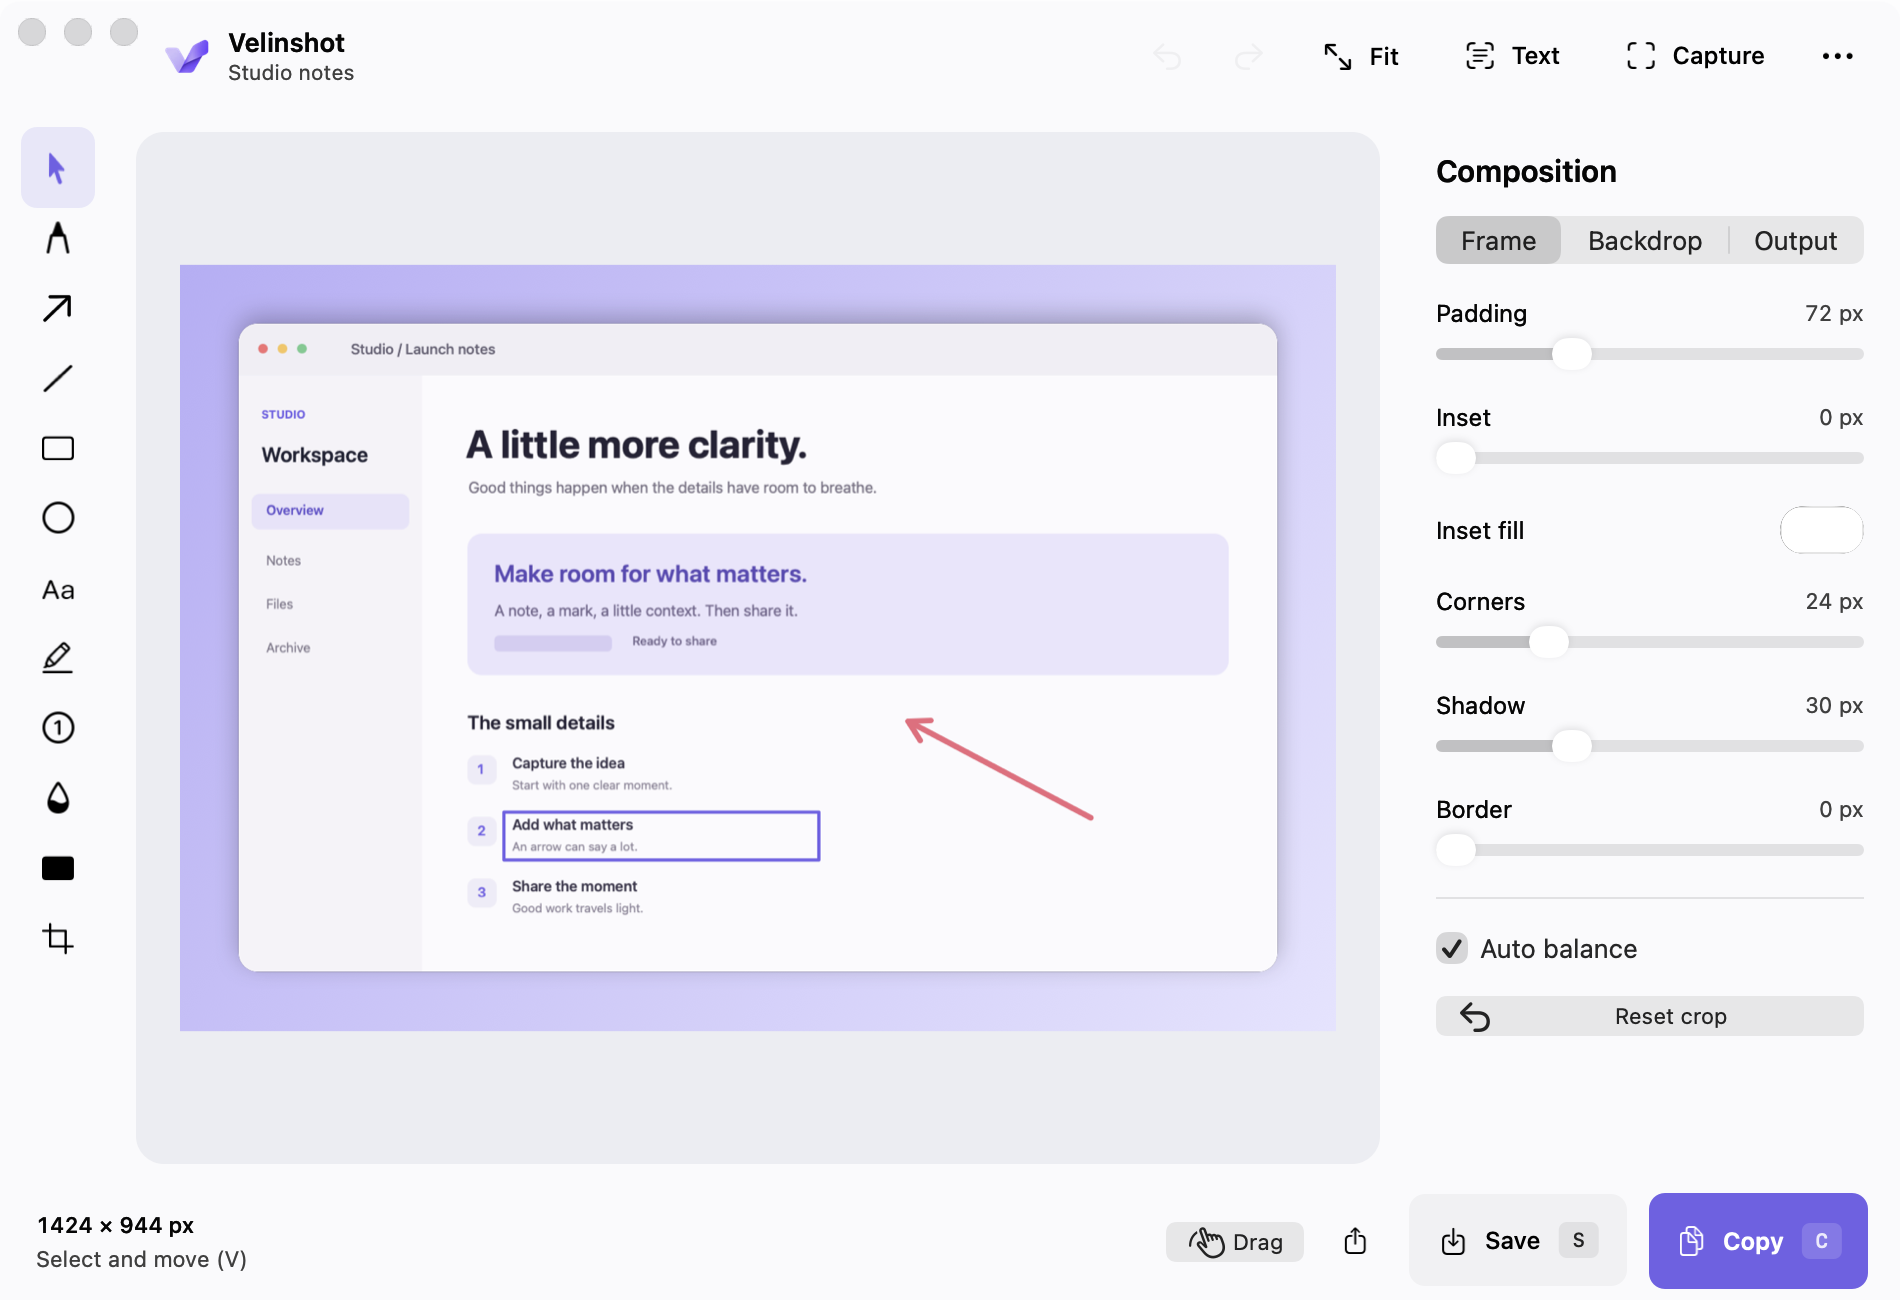 Velinshot
Studio notes
Fit
Text
Capture
Aa
1
Studio / Launch notes
STUDIO
Workspace
Overview
Notes
Files
Archive
A little more clarity.
Good things happen when the details have room to breathe.
Make room for what matters.
A note, a mark, a little context. Then share it.
Ready to share
The small details
1
Capture the idea
Start with one clear moment.
2
Add what matters
An arrow can say a lot.
3
Share the moment
Good work travels light.
Composition
Frame
Backdrop
Output
Padding
72 px
Inset
0 px
Inset fill
Corners
24 px
Shadow
30 px
Border
0 px
Auto balance
Reset crop
1424 × 944 px
Select and move (V)
Drag
Save
S
Copy
C